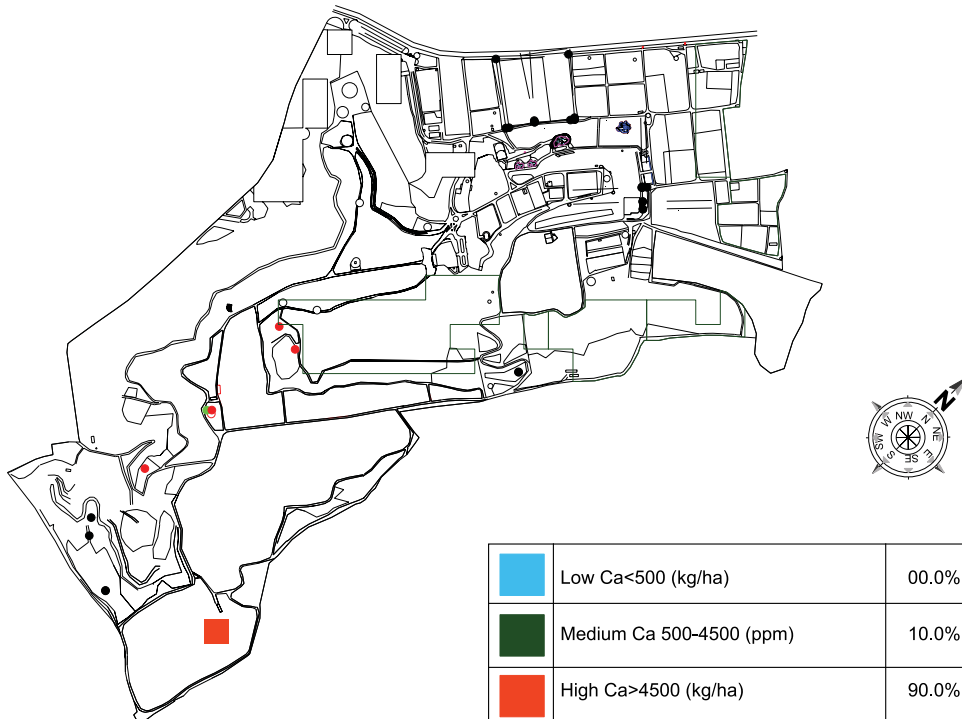 N
NW
N
NE
E
SE
S
MS
M
Low Ca<500 (kg/ha) 00.0%
Medium Ca 500-4500 (ppm) 10.0%
High Ca>4500 (kg/ha) 90.0%